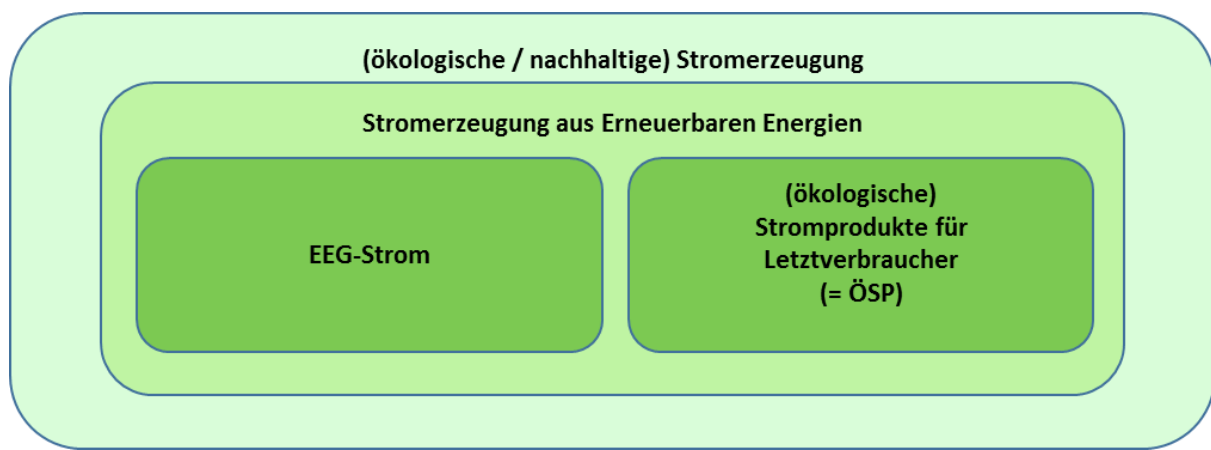 (ökologische / nachhaltige) Stromerzeugung
Stromerzeugung aus Erneuerbaren Energien
EEG-Strom
(ökologische)
Stromprodukte für
Letztverbraucher
(= ÖSP)